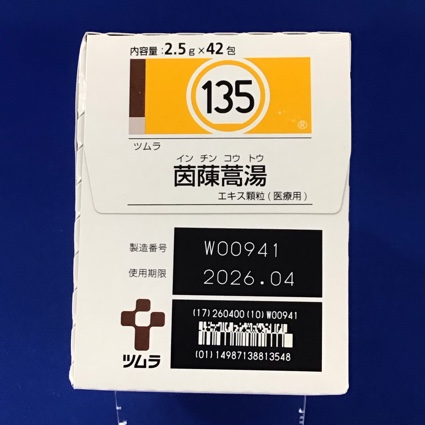 内容量:2.5g×42包
135
®
ツムラ
イン チン コウ トウ
茵蔯蒿湯
エキス顆粒(医療用)
製造番号 W00941
使用期限 2026.04
(17)260400(10)W00941
(01)14987138813548
ツムラ